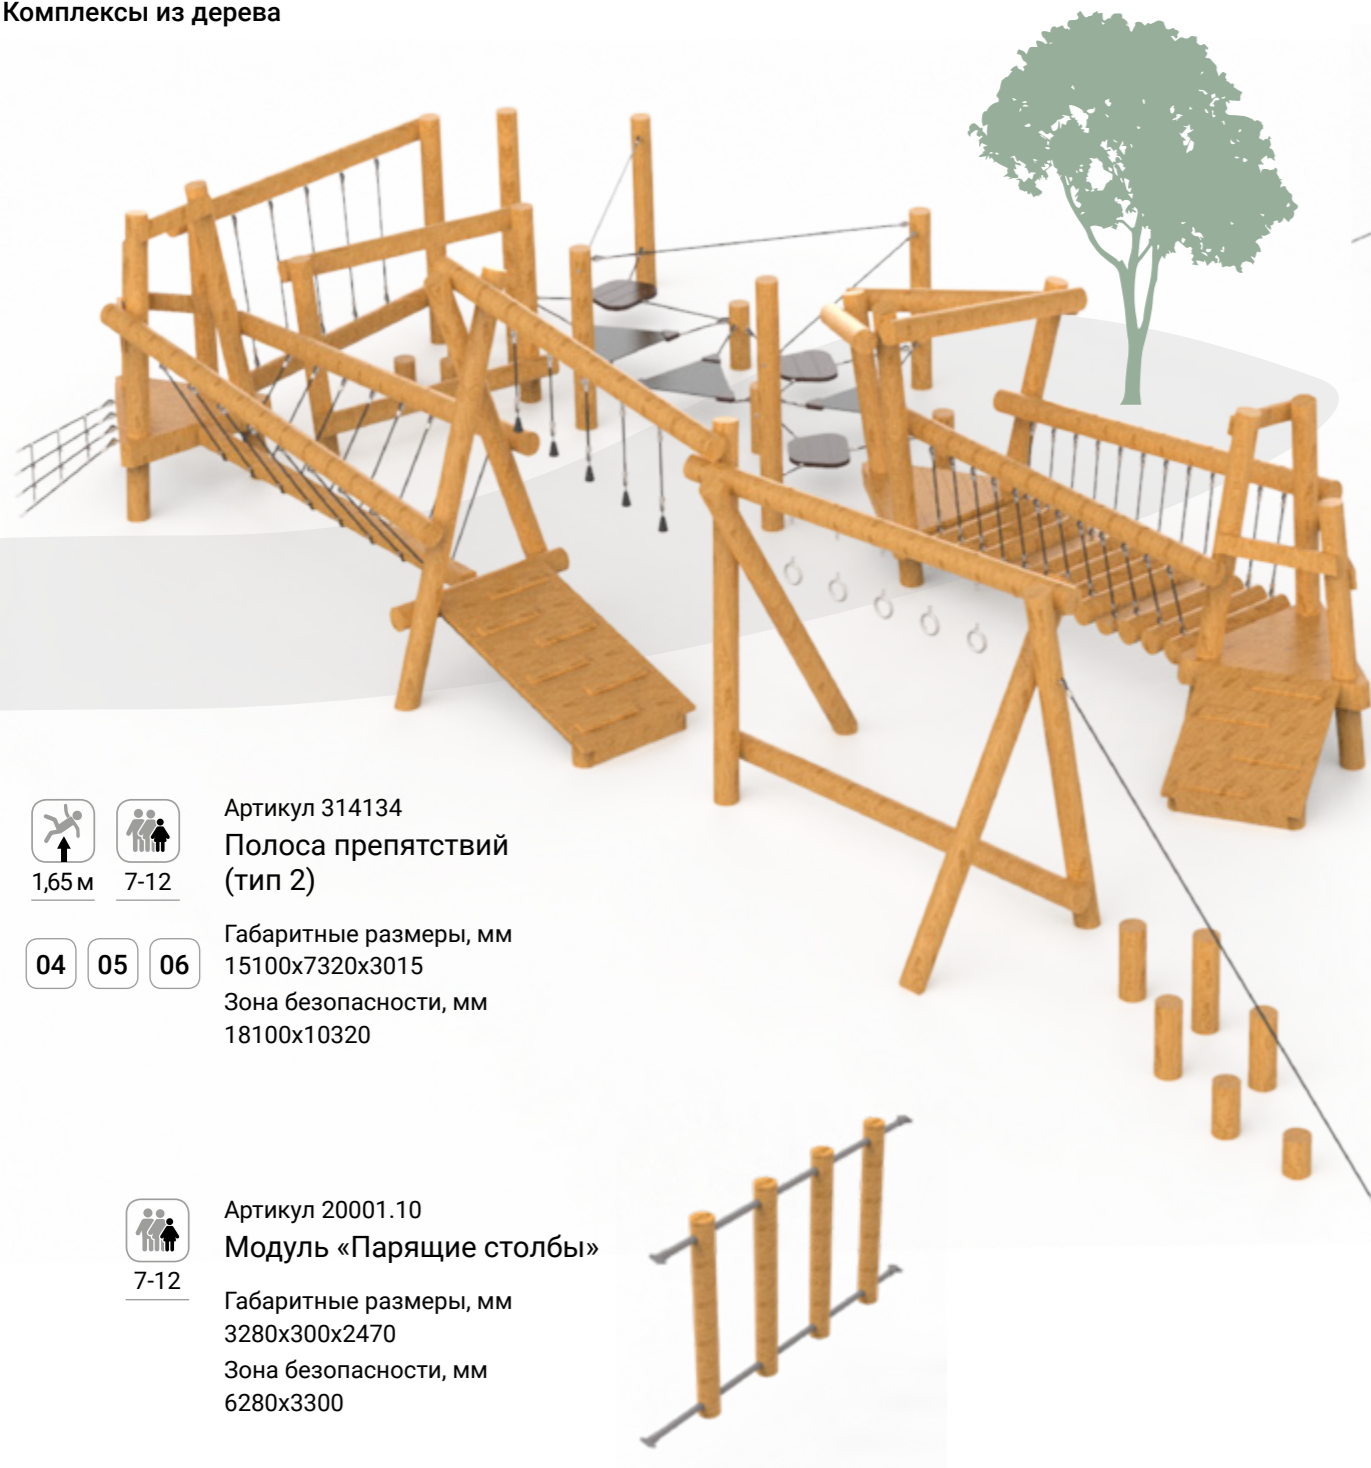 Комплексы из дерева
Артикул 314134
Полоса препятствий
(тип 2)
1,65 м
7-12
04
05
06
Габаритные размеры, мм
15100x7320x3015
Зона безопасности, мм
18100x10320
Артикул 20001.10
Модуль «Парящие столбы»
7-12
Габаритные размеры, мм
3280x300x2470
Зона безопасности, мм
6280x3300